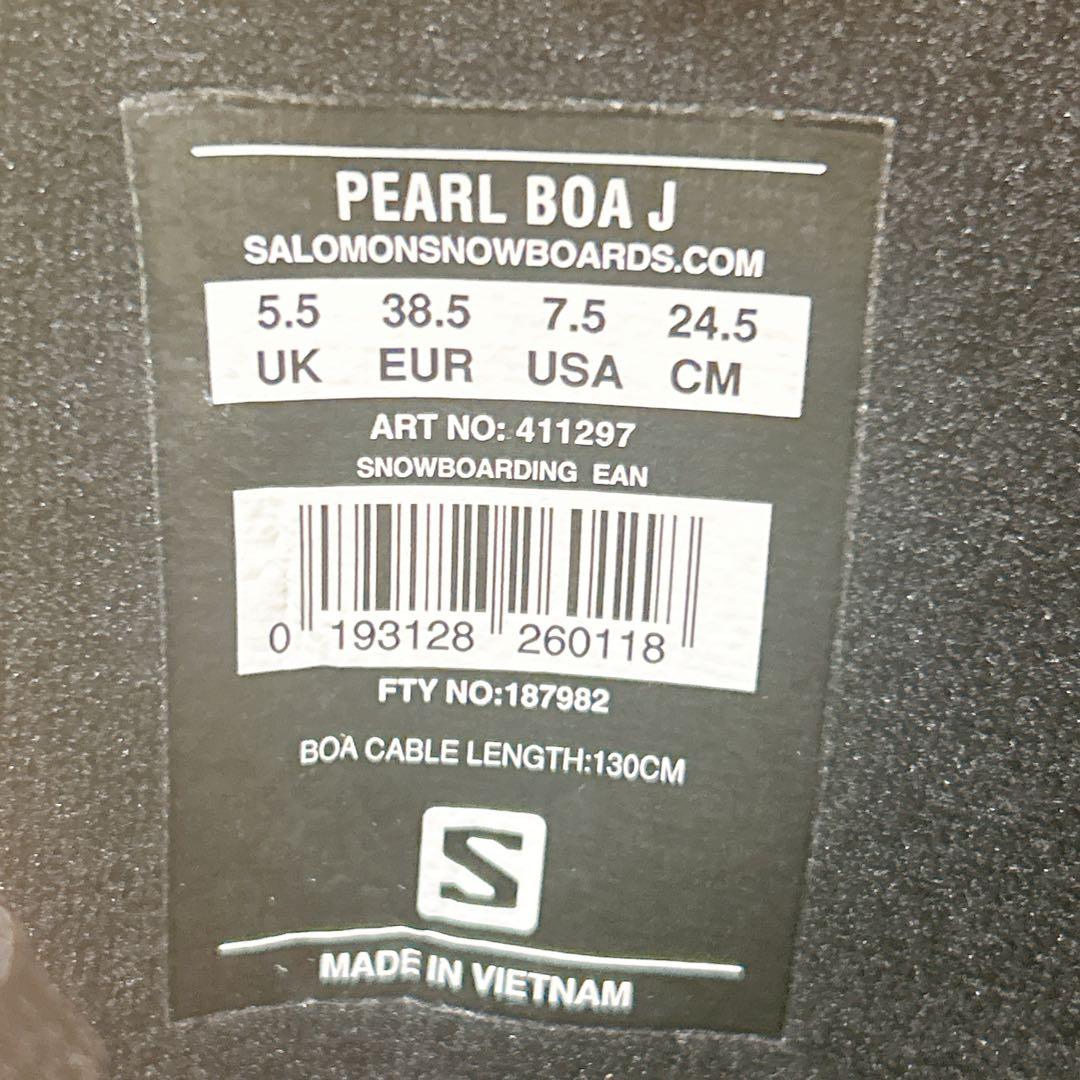 PEARL BOA J
SALOMONSNOWBOARDS.COM
5.5 38.5 7.5 24.5
UK EUR USA CM
ART NO: 411297
SNOWBOARDING EAN
0 193128 260118
FTY NO:187982
BOA CABLE LENGTH:130CM
S
MADE IN VIETNAM